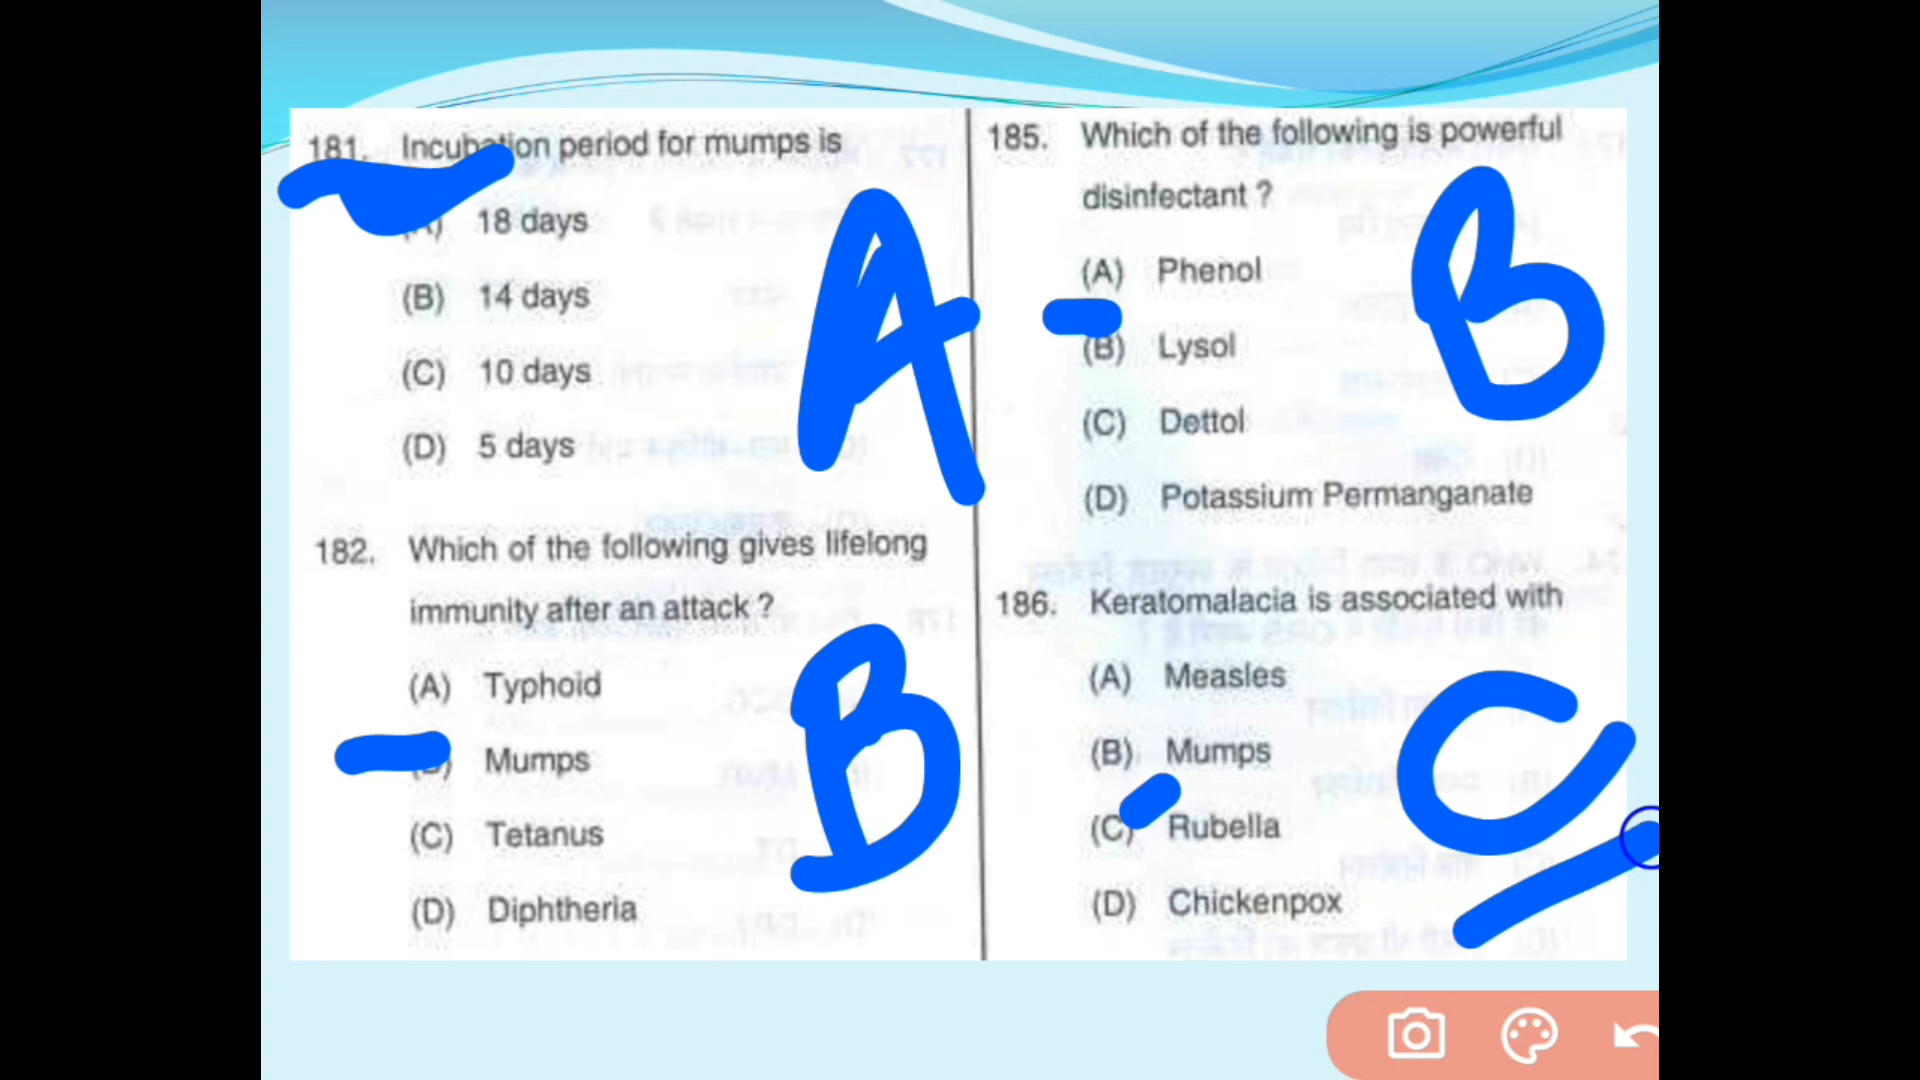 181. Incubation period for mumps is
(A) 18 days
(B) 14 days
(C) 10 days
(D) 5 days
A
182. Which of the following gives lifelong
immunity after an attack ?
(A) Typhoid
(B) Mumps
(C) Tetanus
(D) Diphtheria
B
185. Which of the following is powerful
disinfectant ?
(A) Phenol
(B) Lysol
(C) Dettol
(D) Potassium Permanganate
B
186. Keratomalacia is associated with
(A) Measles
(B) Mumps
(C) Rubella
(D) Chickenpox
C